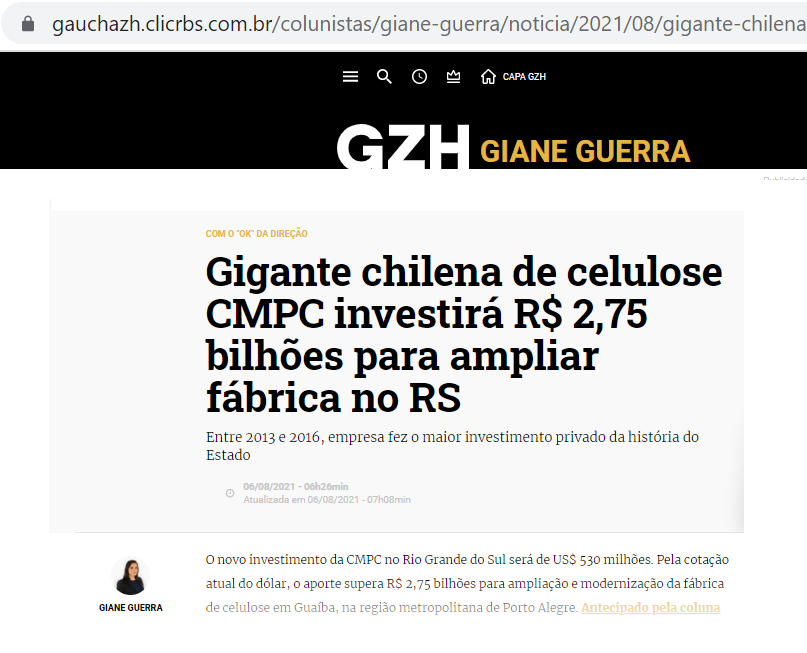 gauchazh.clicrbs.com.br/colunistas/giane-guerra/noticia/2021/08/gigante-chilena
CAPA GZH
GZH GIANE GUERRA
Publicidade
COM O "OK" DA DIREÇÃO
Gigante chilena de celulose
CMPC investirá R$ 2,75
bilhões para ampliar
fábrica no RS
Entre 2013 e 2016, empresa fez o maior investimento privado da história do
Estado
06/08/2021 - 06h26min
Atualizada em 06/08/2021 - 07h08min
GIANE GUERRA
O novo investimento da CMPC no Rio Grande do Sul será de US$ 530 milhões. Pela cotação
atual do dólar, o aporte supera R$ 2,75 bilhões para ampliação e modernização da fábrica
de celulose em Guaíba, na região metropolitana de Porto Alegre. Antecipado pela coluna